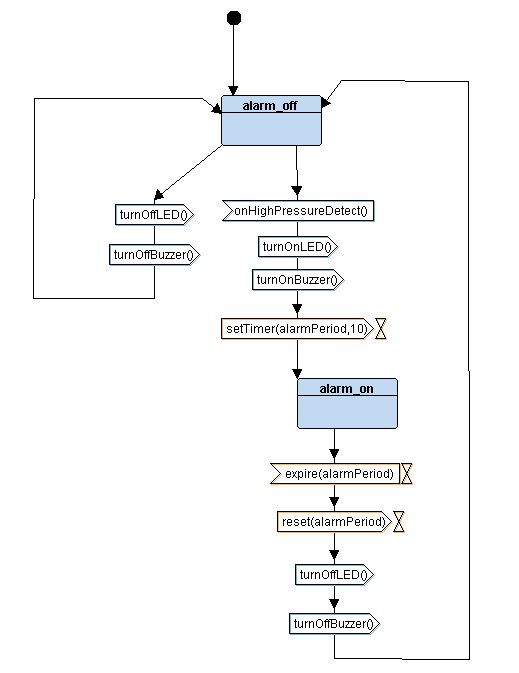 alarm_off
turnOffLED()
turnOffBuzzer()
onHighPressureDetect()
turnOnLED()
turnOnBuzzer()
setTimer(alarmPeriod,10)
alarm_on
expire(alarmPeriod)
reset(alarmPeriod)
turnOffLED()
turnOffBuzzer()